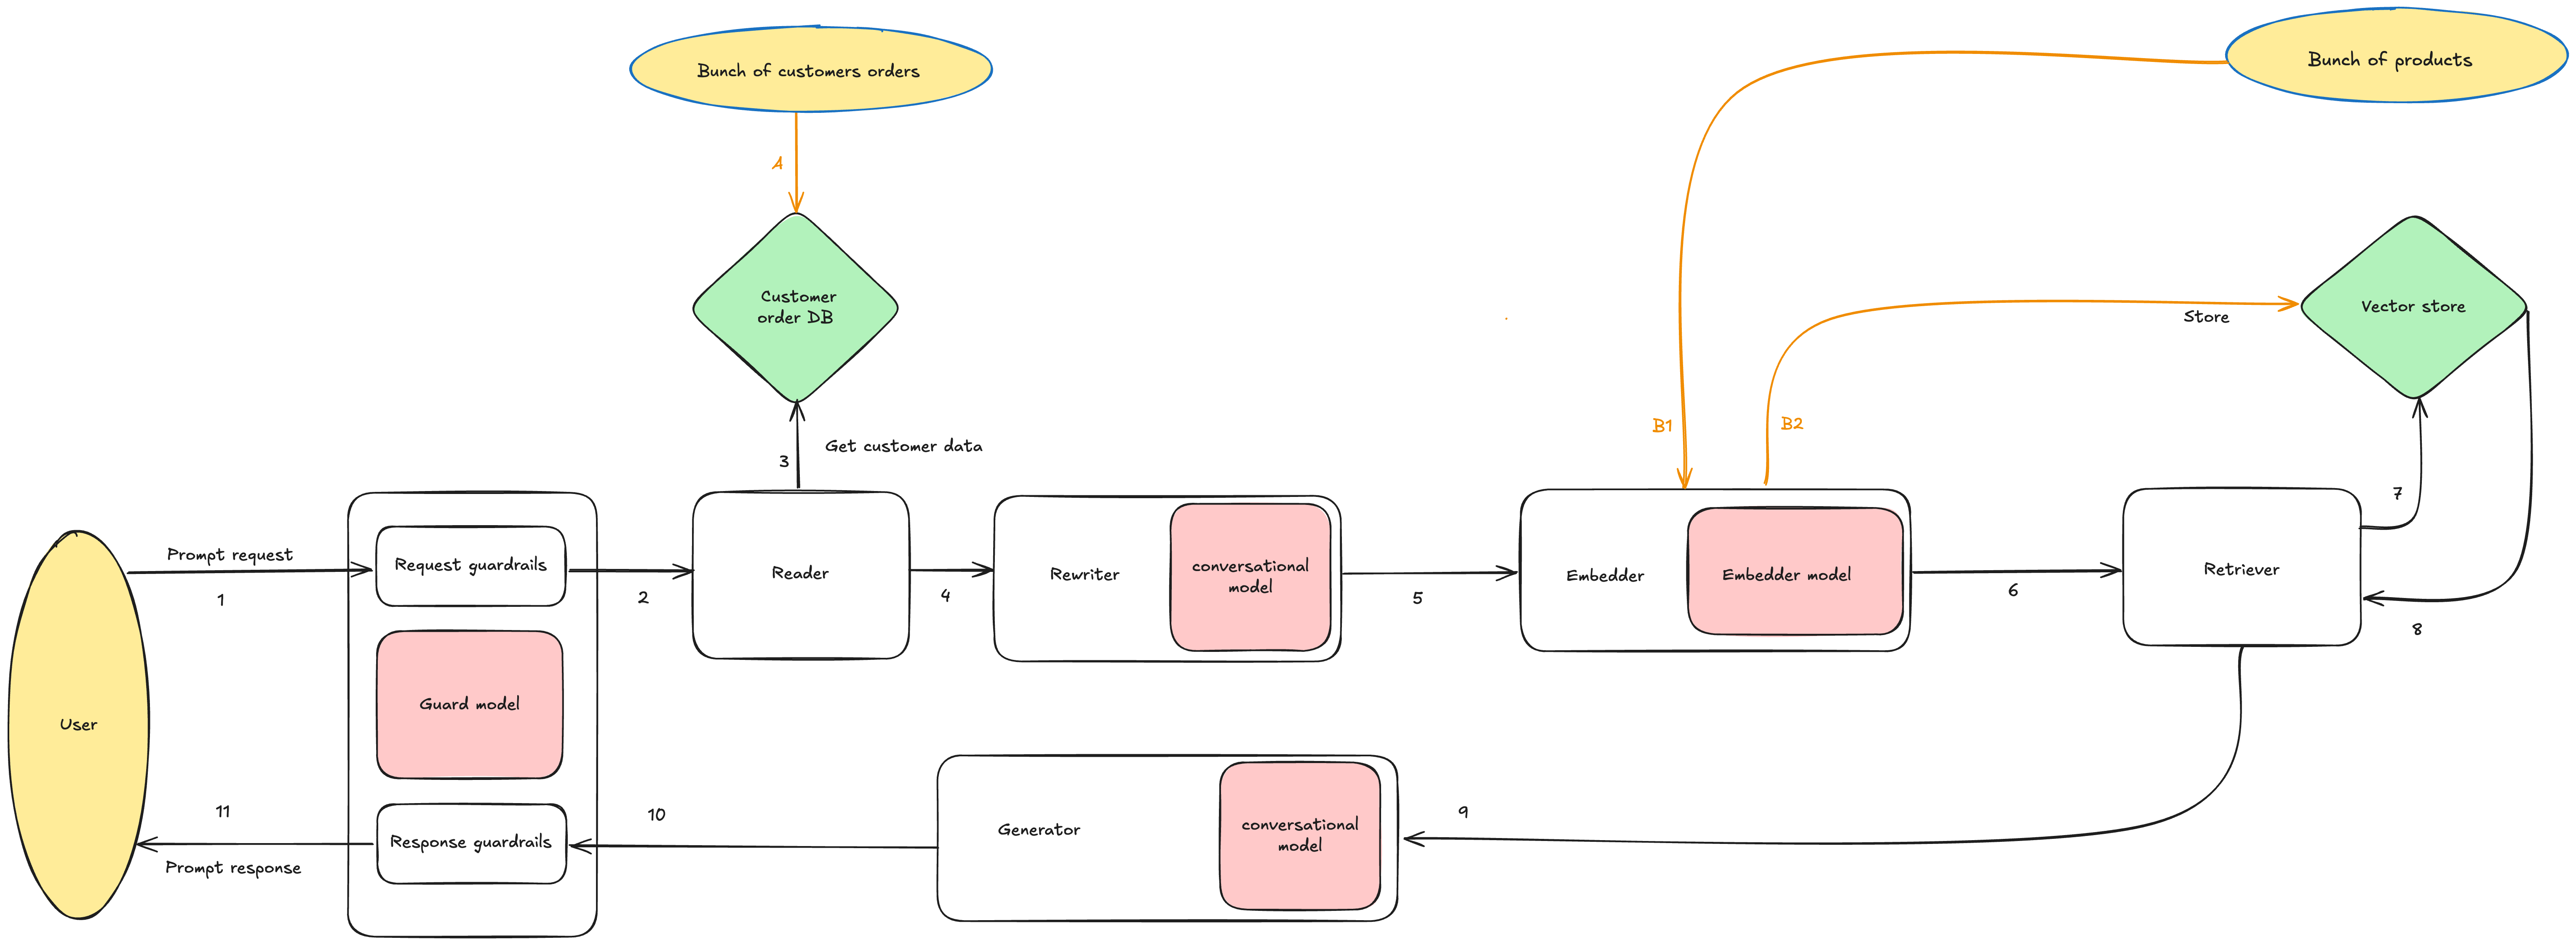 Bunch of customers orders
Bunch of products
A
Customer
order DB
Store
Vector store
B1
B2
3
Get customer data
7
Prompt request
1
Request guardrails
2
Reader
4
Rewriter
conversational
model
5
Embedder
Embedder model
6
Retriever
8
User
Guard model
11
Prompt response
Response guardrails
10
Generator
conversational
model
9